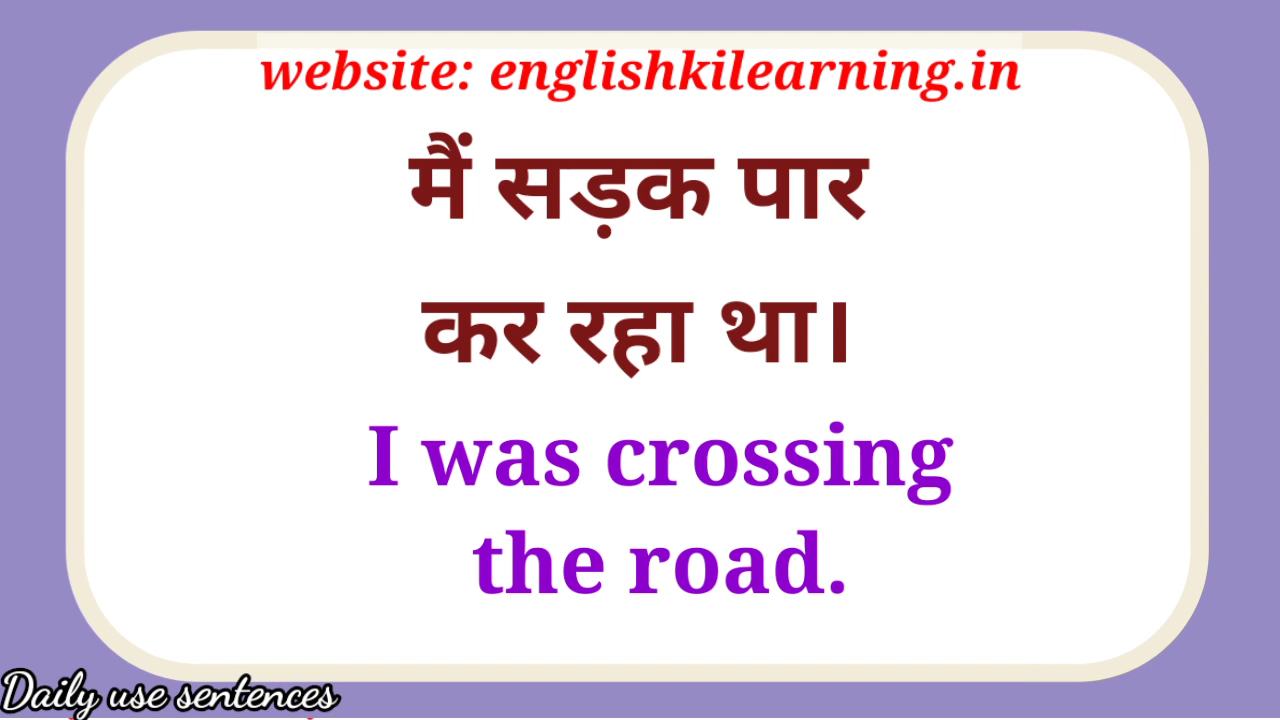 website: englishkilearning.in
मैं सड़क पार
कर रहा था।
I was crossing
the road.
Daily use sentences